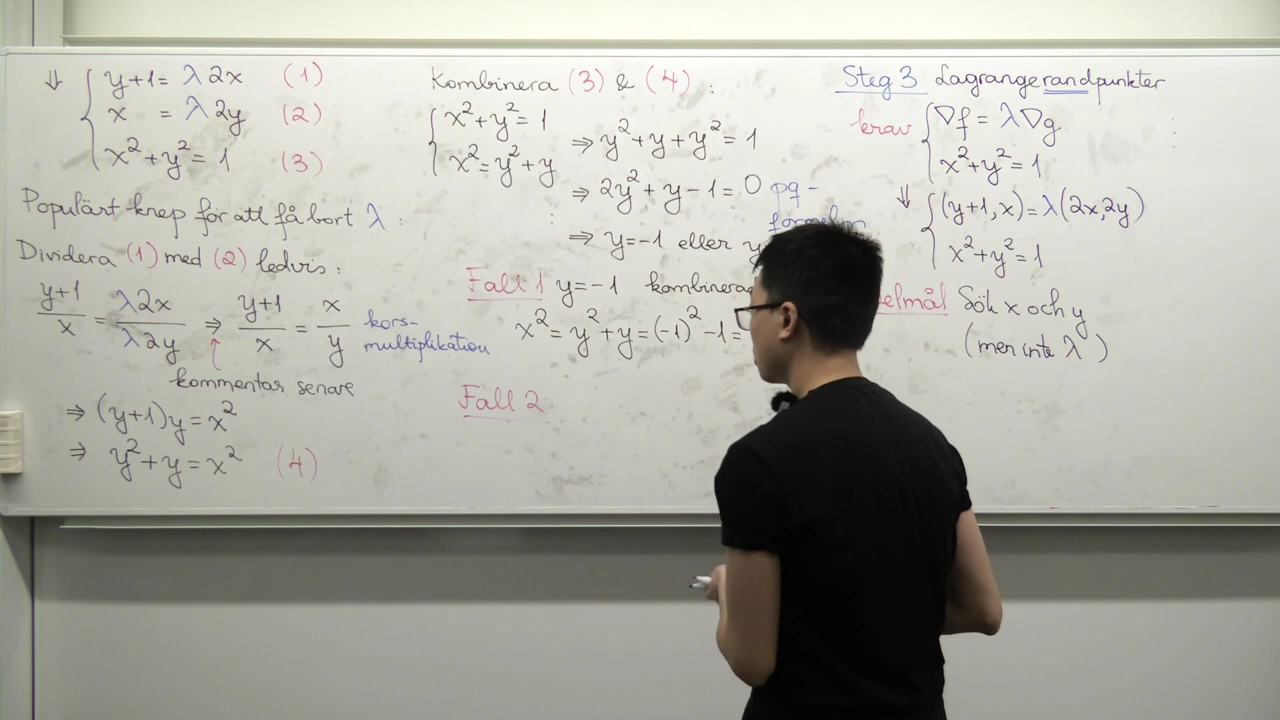 ⇓ { y+1 = λ2x (1)
x = λ2y (2)
x²+y² = 1 (3)
Populärt knep för att få bort λ :
Dividera (1) med (2) ledvis :
(y+1)/x = λ2x/λ2y ⇒ (y+1)/x = x/y kors-
multiplikation
kommentar senare
⇒ (y+1)y = x²
⇒ y²+y = x² (4)
Kombinera (3) & (4) :
{ x²+y² = 1
x² = y²+y
⇒ y²+y+y² = 1
⇒ 2y²+y-1 = 0 pq-
⇒ y=-1 eller y
Fall 1 y=-1
x² = y²+y = (-1)²-1 =
Fall 2
Steg 3 Lagrangerandpunkter
krav { ∇f = λ∇g
x²+y² = 1
⇓ { (y+1,x) = λ(2x,2y)
x²+y² = 1
Sök x och y
(men inte λ )